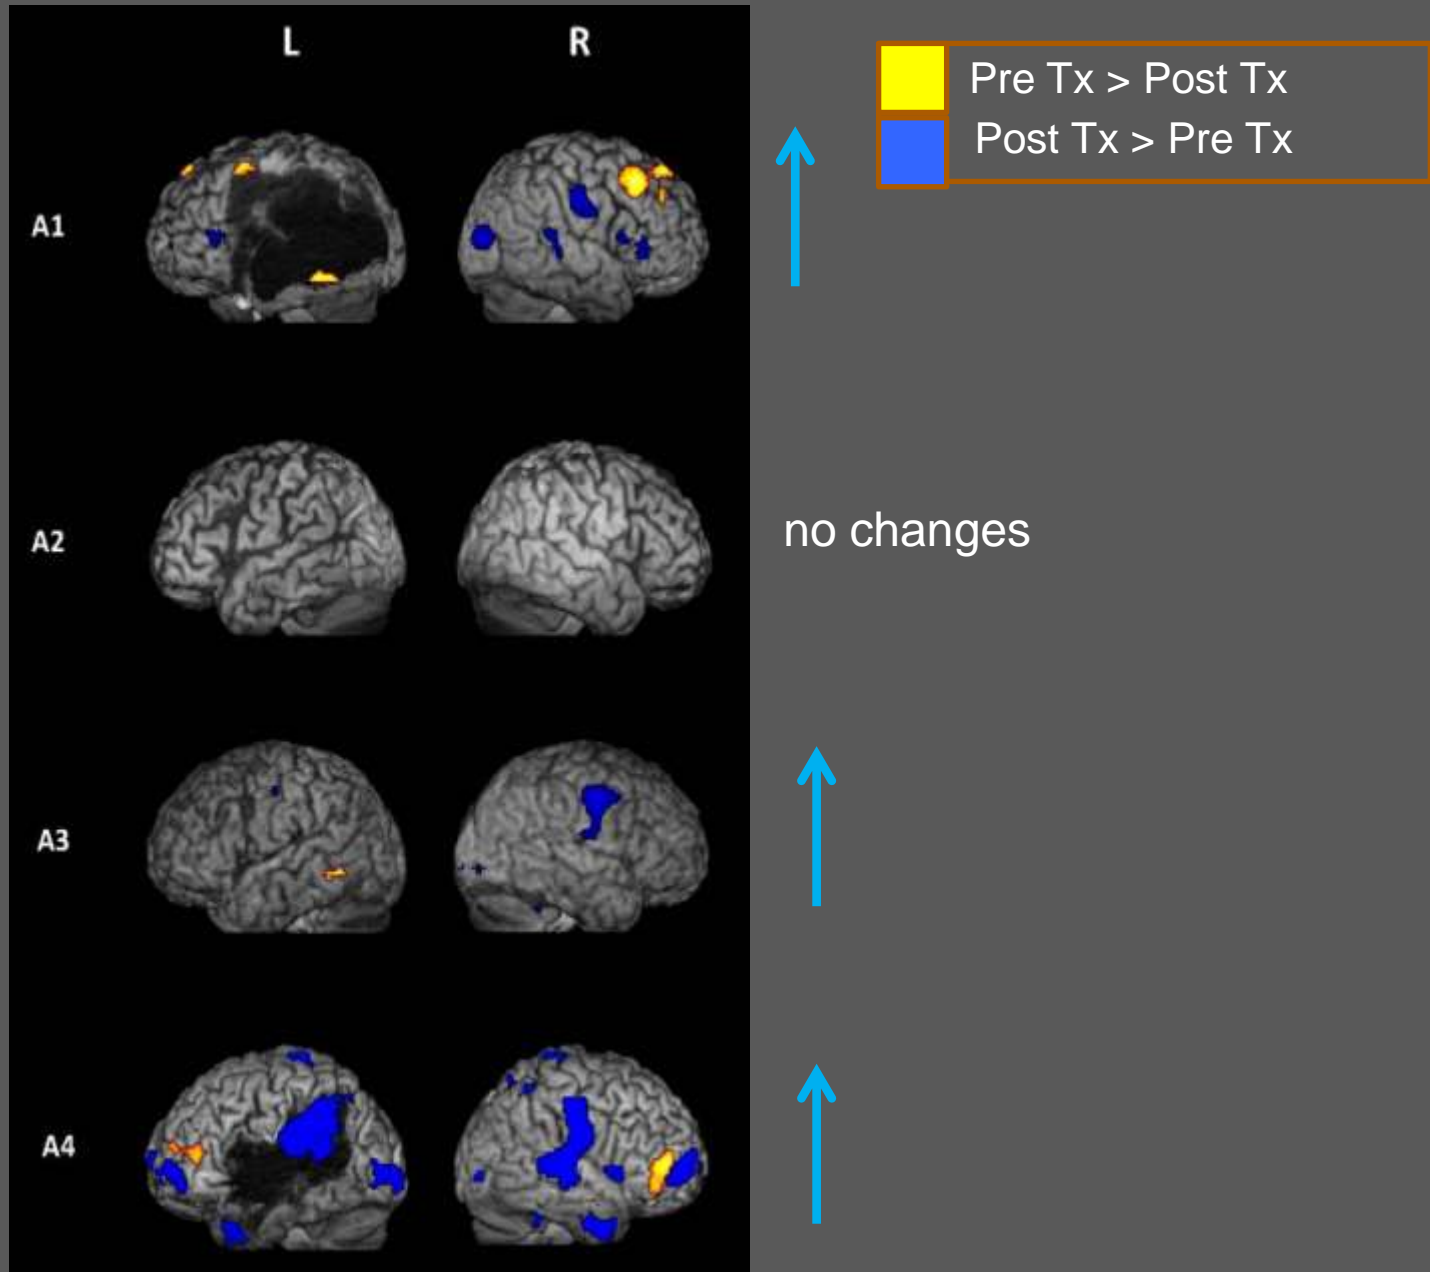 L R
Pre Tx > Post Tx
Post Tx > Pre Tx
A1
A2
no changes
A3
A4